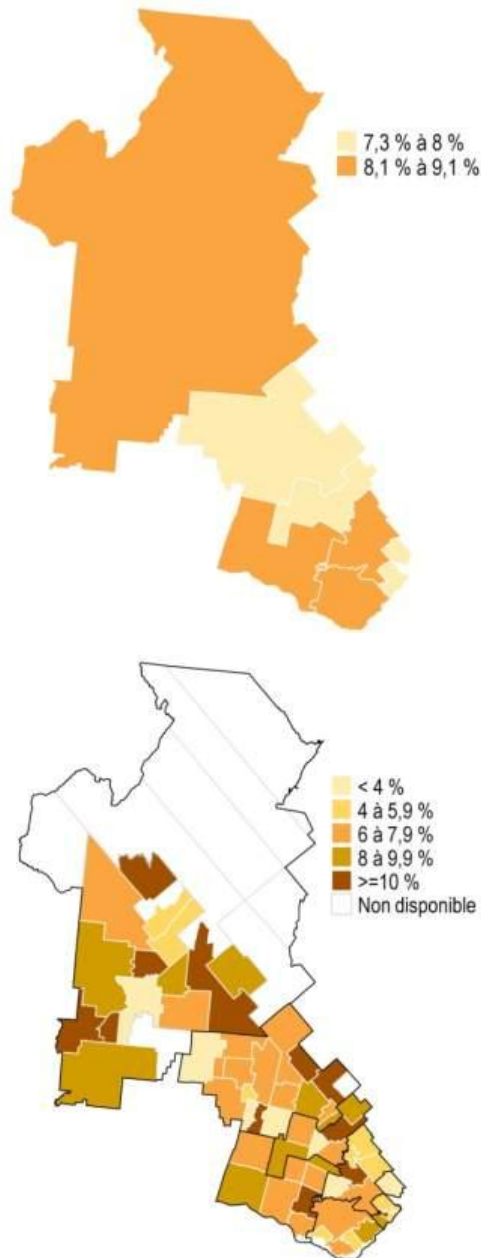 7,3 % à 8 %
8,1 % à 9,1 %
< 4 %
4 à 5,9 %
6 à 7,9 %
8 à 9,9 %
>=10 %
Non disponible